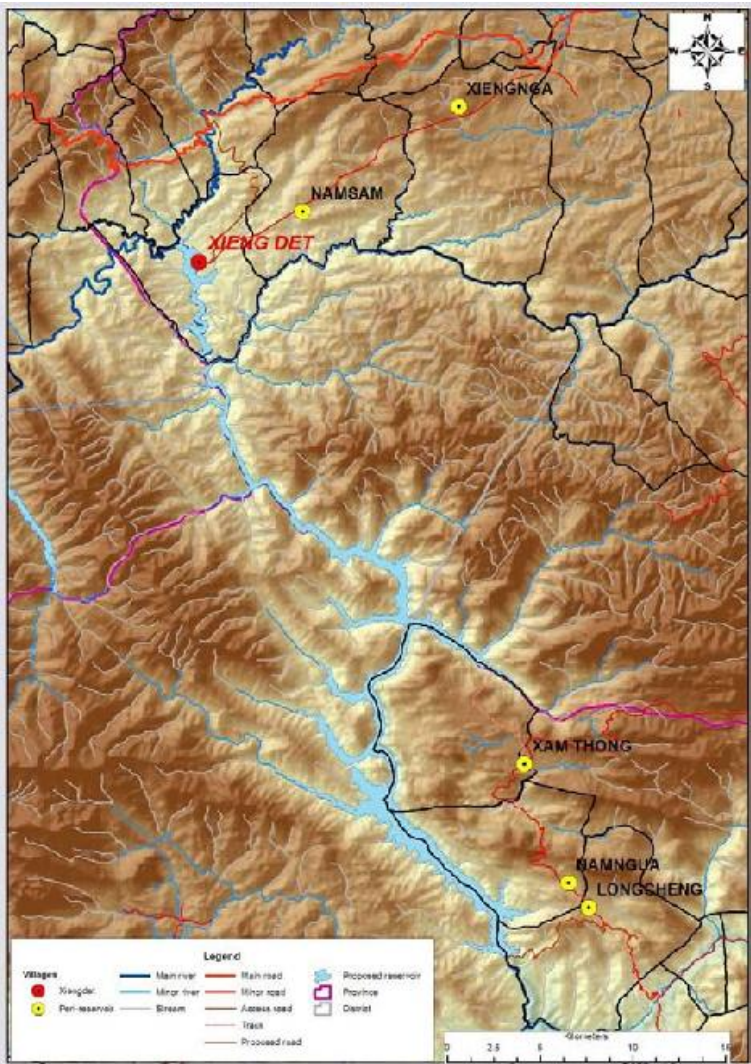 N
W E
S
XIENGNGA
NAMSAM
XIENG DET
XAM THONG
NAMNGUA
LONGCHENG
Legend
Villages
Xiengdet
Peri-reservoir
Main river
Minor river
Stream
Main road
Minor road
Access road
Track
Proposed road
Proposed reservoir
Province
District
Kilometers
0 2.5 5 10 15